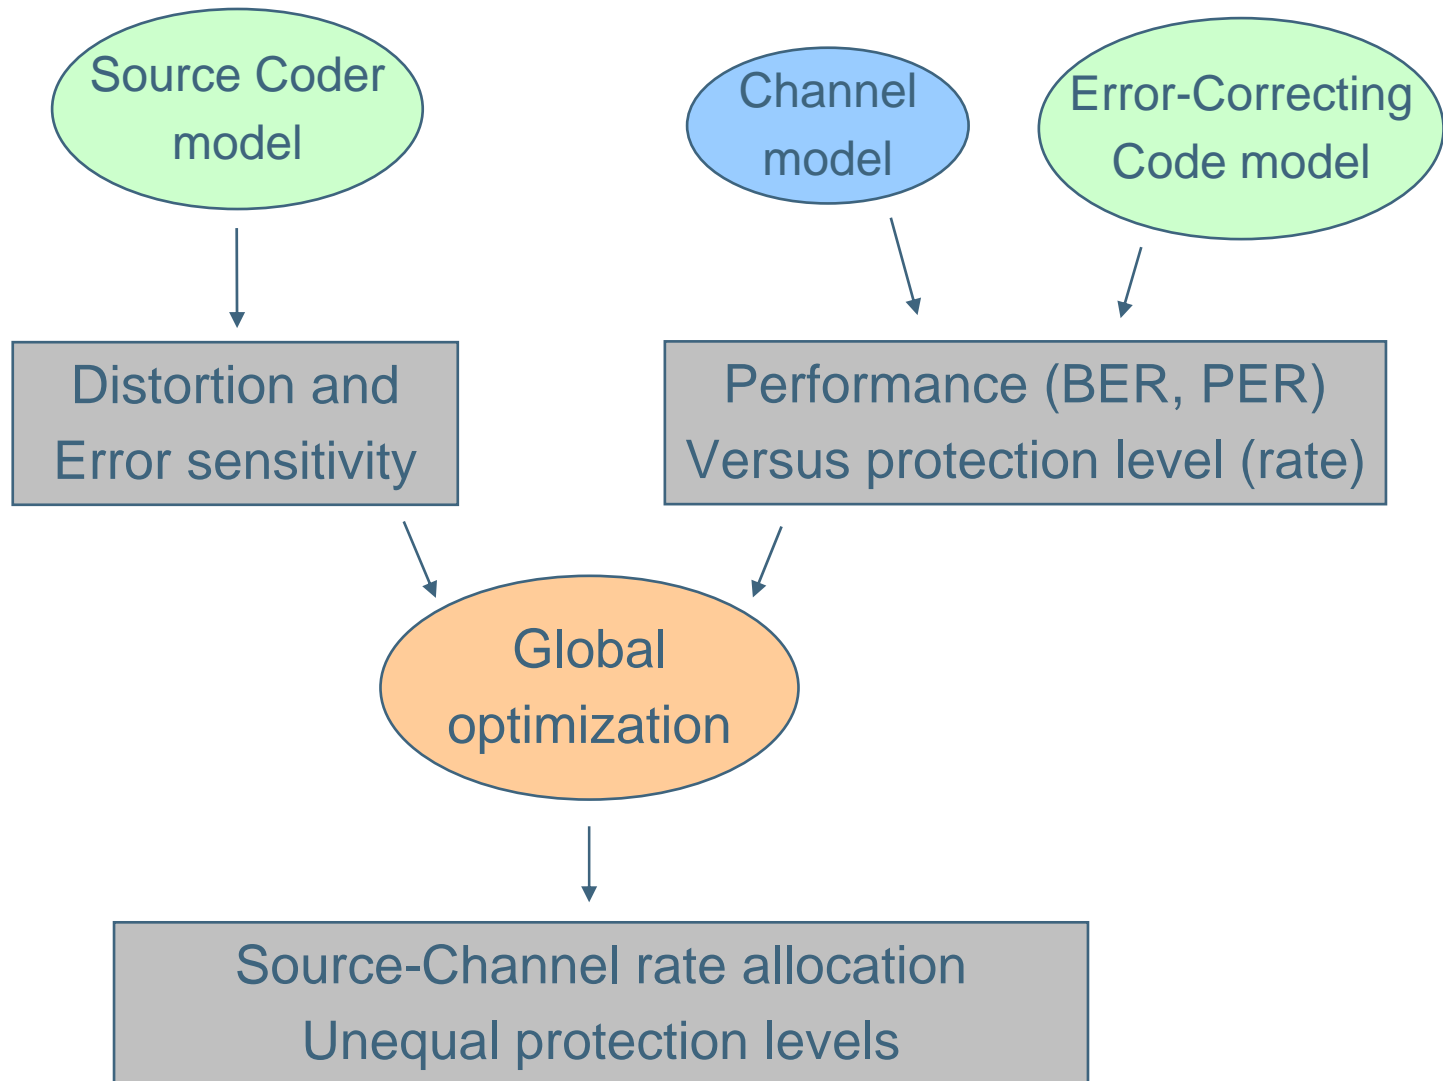 Source Coder
model
Channel
model
Error-Correcting
Code model
Distortion and
Error sensitivity
Performance (BER, PER)
Versus protection level (rate)
Global
optimization
Source-Channel rate allocation
Unequal protection levels